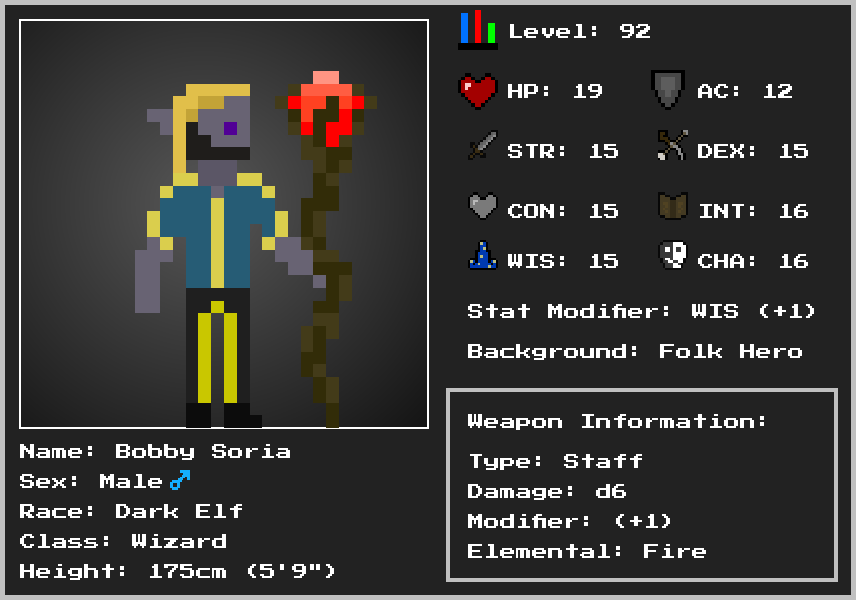 Level: 92
HP: 19
AC: 12
STR: 15
DEX: 15
CON: 15
INT: 16
WIS: 15
CHA: 16
Stat Modifier: WIS (+1)
Background: Folk Hero
Weapon Information:
Type: Staff
Damage: d6
Modifier: (+1)
Elemental: Fire
Name: Bobby Soria
Sex: Male♂
Race: Dark Elf
Class: Wizard
Height: 175cm (5'9")